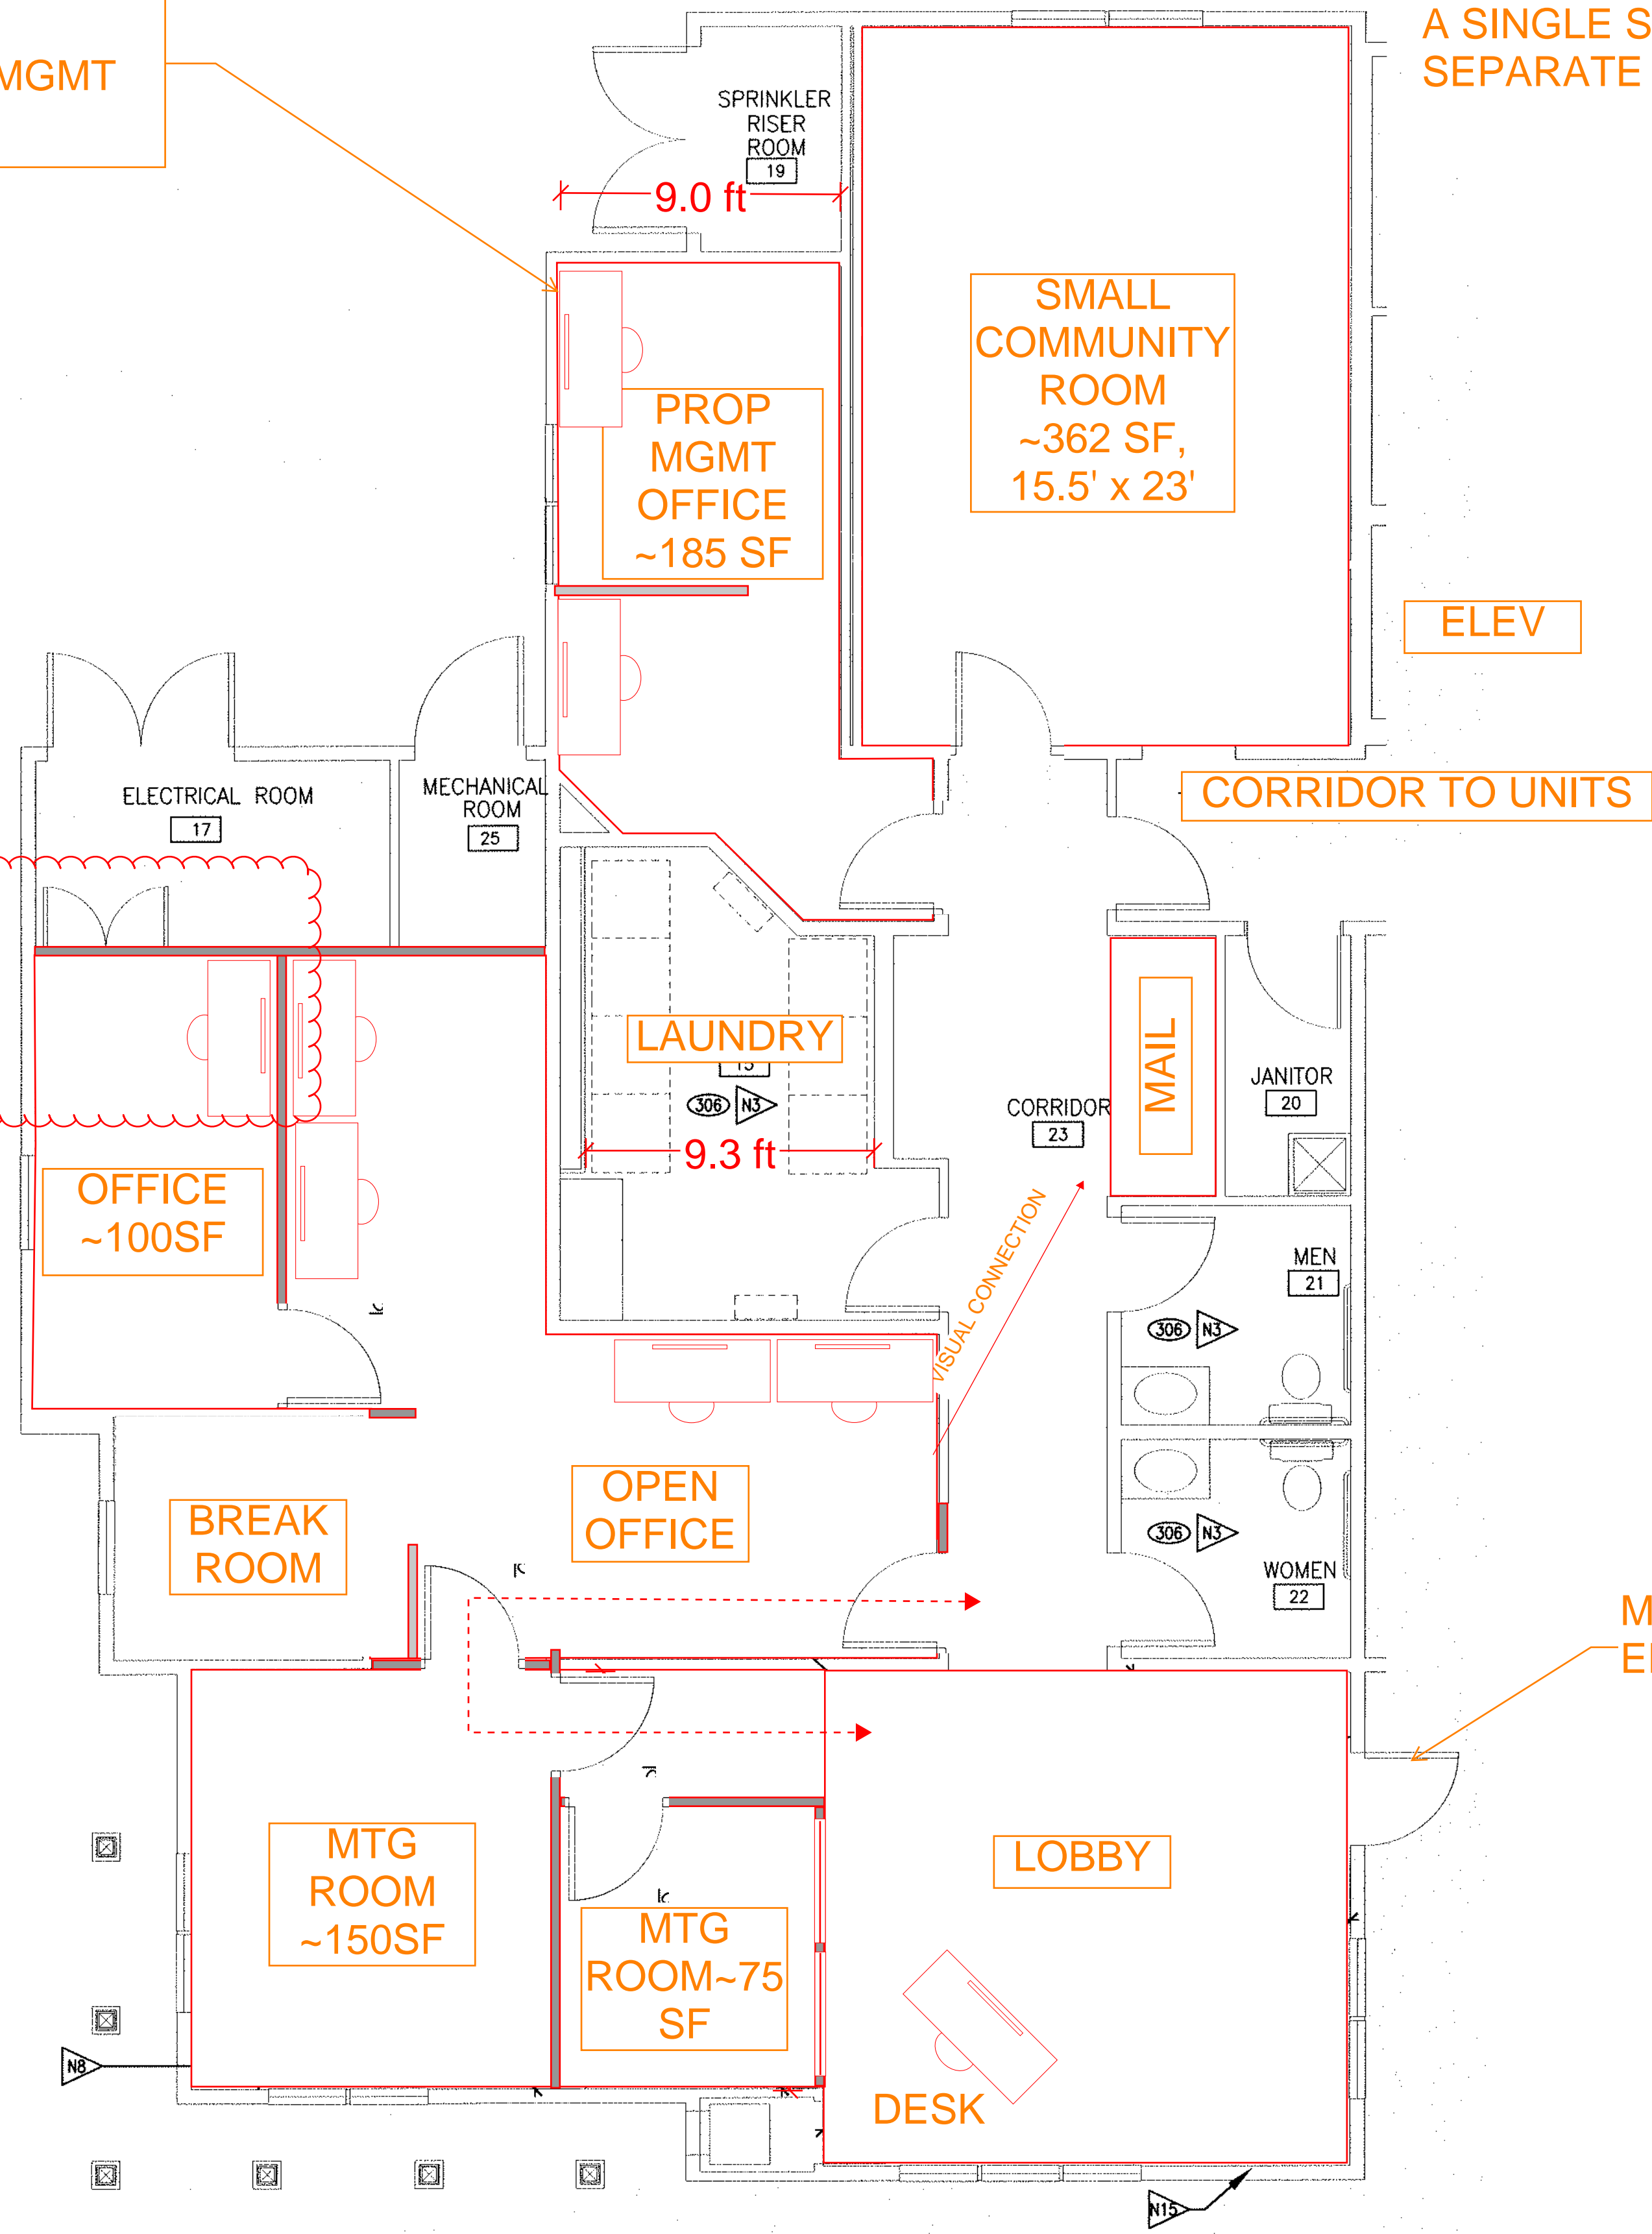 A SINGLE S
SEPARATE
MGMT
SPRINKLER
RISER
ROOM
19
9.0 ft
SMALL
COMMUNITY
ROOM
~362 SF,
15.5' x 23'
PROP
MGMT
OFFICE
~185 SF
ELEV
CORRIDOR TO UNITS
ELECTRICAL ROOM
17
MECHANICAL
ROOM
25
LAUNDRY
306 N3
9.3 ft
MAIL
JANITOR
20
CORRIDOR
23
OFFICE
~100SF
VISUAL CONNECTION
MEN
21
306 N3
OPEN
OFFICE
BREAK
ROOM
306 N3
WOMEN
22
M
MTG
ROOM
~150SF
LOBBY
MTG
ROOM~75
SF
DESK
N8
N15